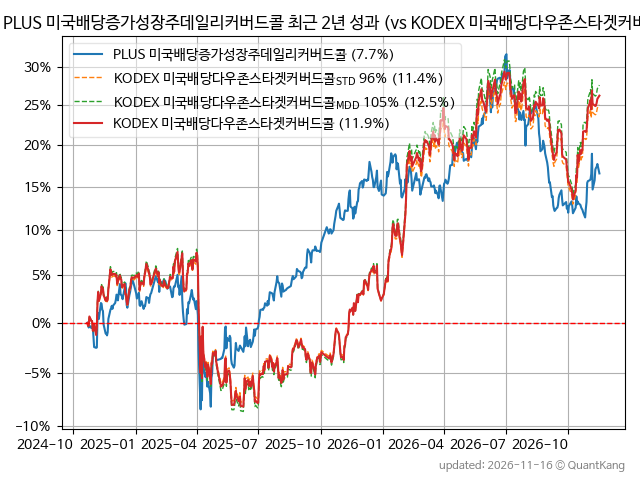 PLUS 미국배당증가성장주데일리커버드콜 최근 2년 성과 (vs KODEX 미국배당다우존스타겟커버
PLUS 미국배당증가성장주데일리커버드콜 (7.7%)
KODEX 미국배당다우존스타겟커버드콜STD 96% (11.4%)
KODEX 미국배당다우존스타겟커버드콜MDD 105% (12.5%)
KODEX 미국배당다우존스타겟커버드콜 (11.9%)
30%
25%
20%
15%
10%
5%
0%
−5%
−10%
2024-10 2025-01 2025-04 2025-07 2025-10 2026-01 2026-04 2026-07 2026-10
updated: 2026-11-16 © QuantKang